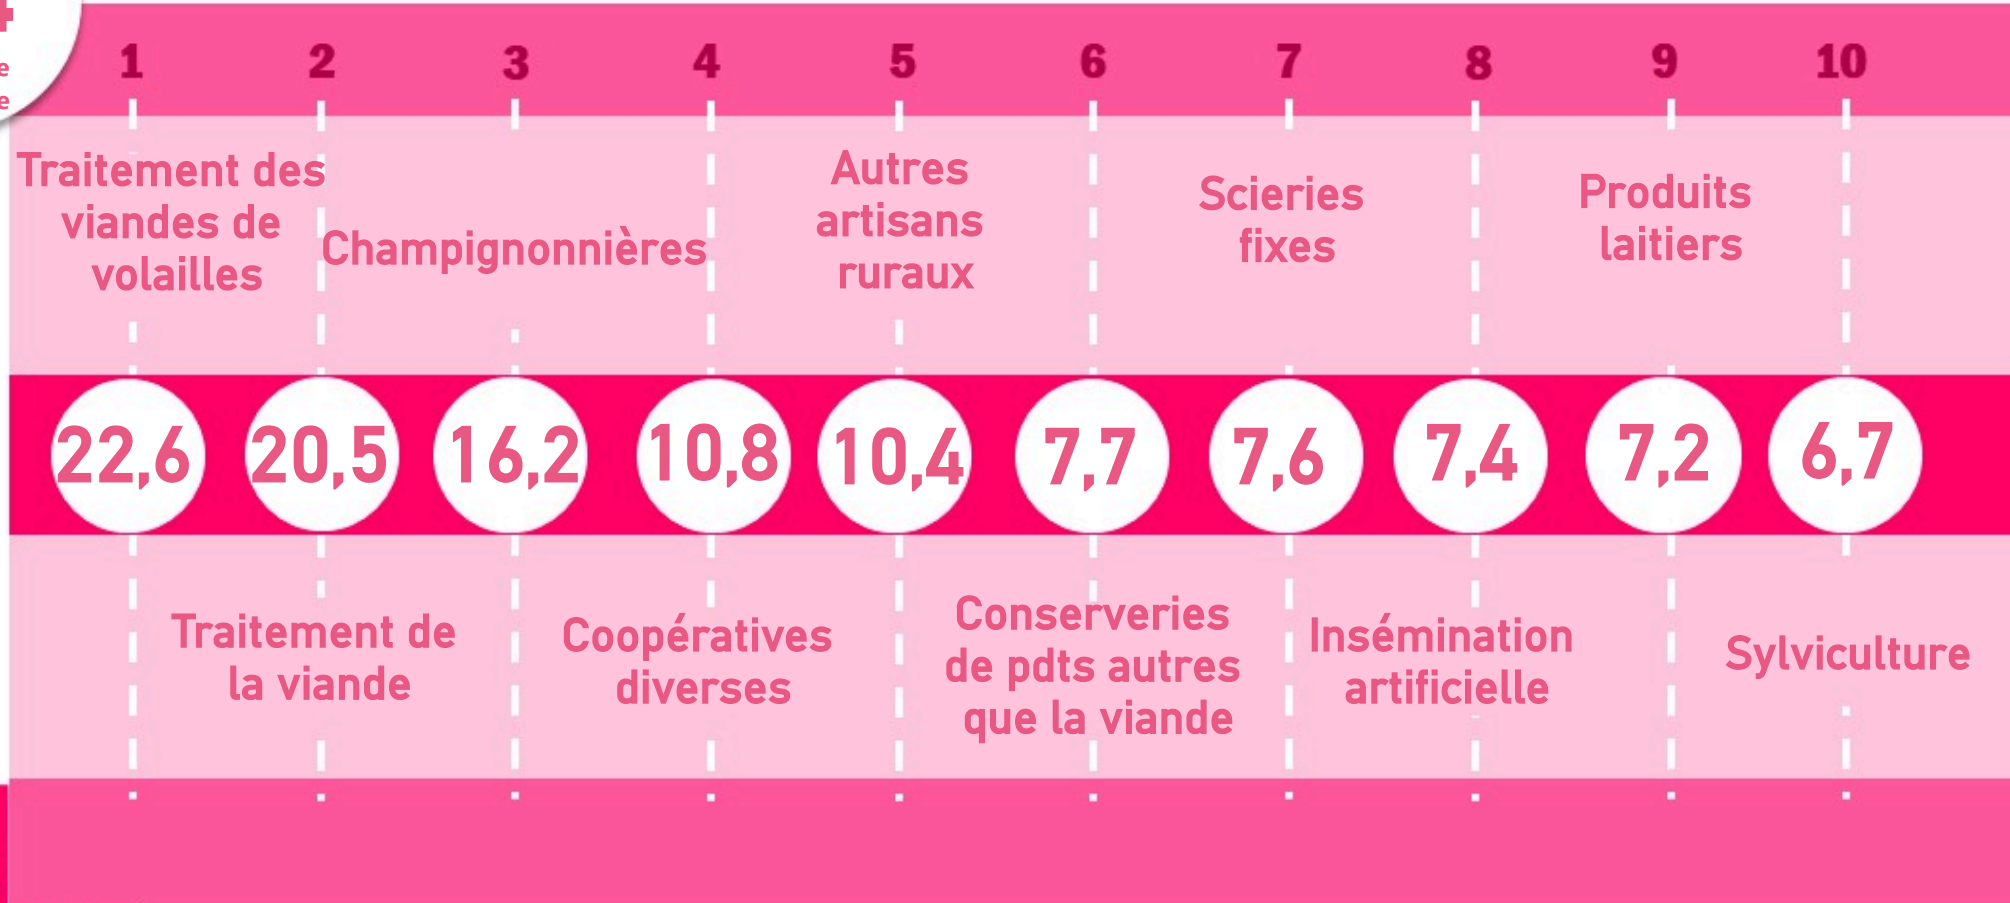 4
e
e
1 2 3 4 5 6 7 8 9 10
Traitement des
viandes de
volailles
Champignonnières
Autres
artisans
ruraux
Scieries
fixes
Produits
laitiers
22,6 20,5 16,2 10,8 10,4 7,7 7,6 7,4 7,2 6,7
Traitement de
la viande
Coopératives
diverses
Conserveries
de pdts autres
que la viande
Insémination
artificielle
Sylviculture